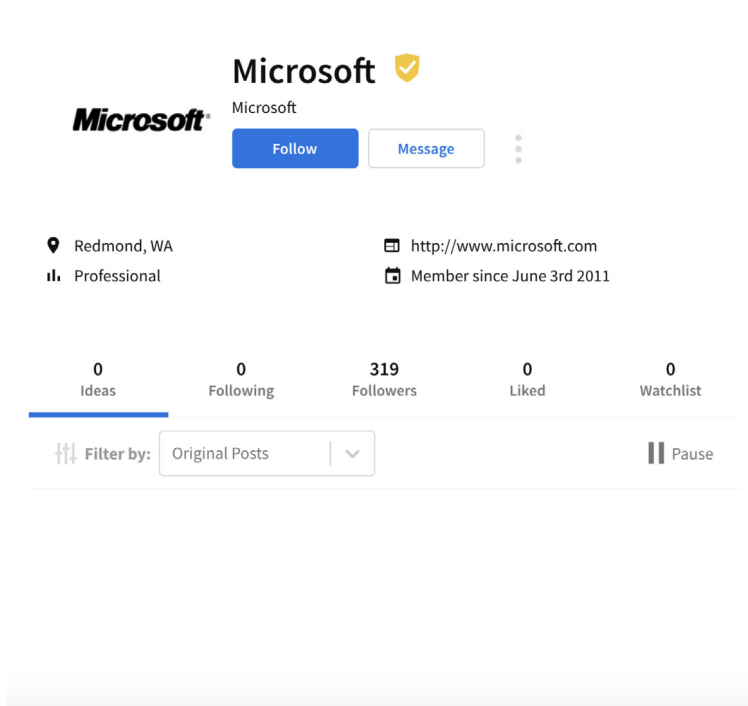 Microsoft
Microsoft
Microsoft
Follow
Message
Redmond, WA
http://www.microsoft.com
Professional
Member since June 3rd 2011
0
0
319
0
0
Ideas
Following
Followers
Liked
Watchlist
Filter by:
Original Posts
Pause